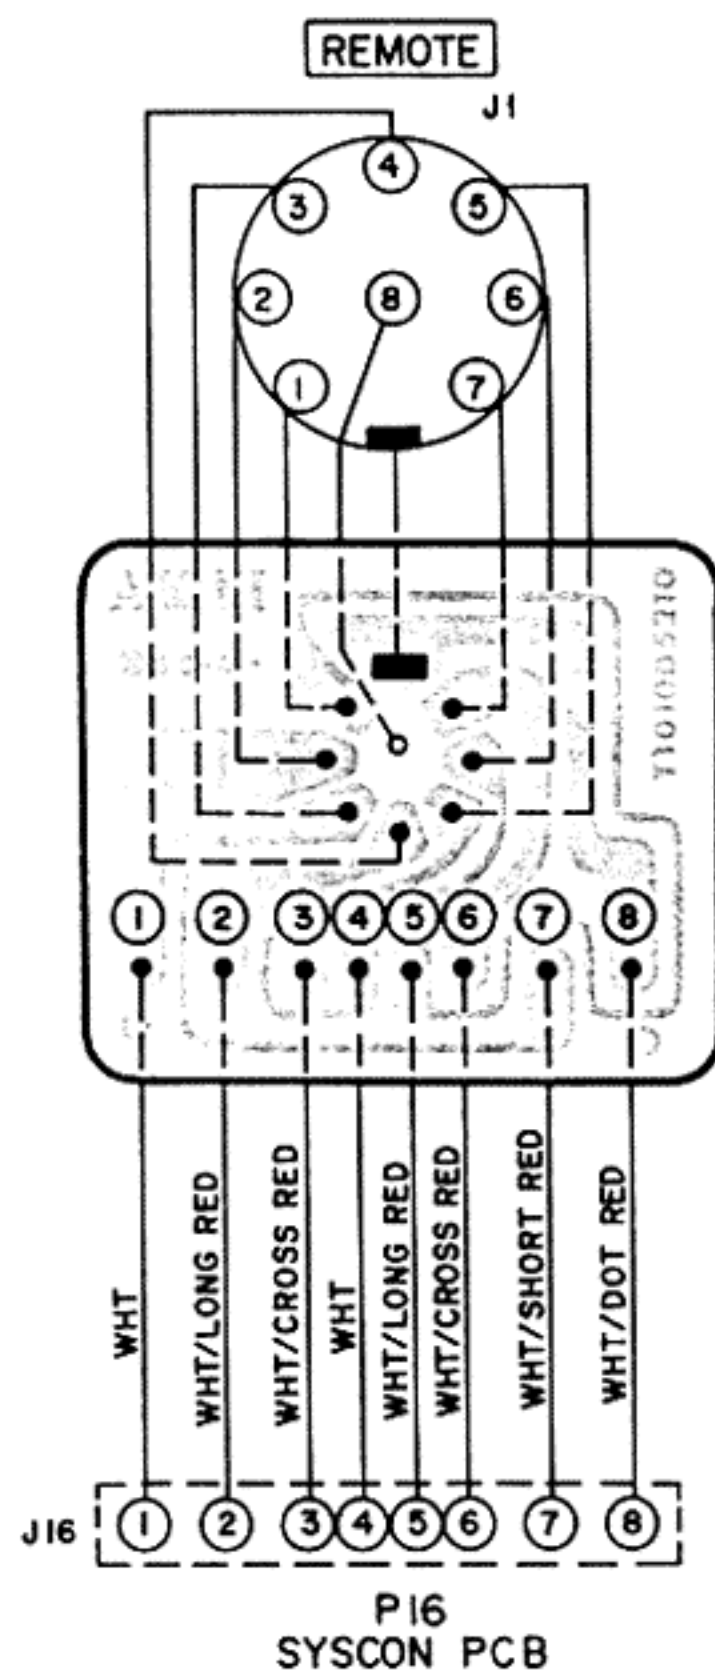 REMOTE
J1
4
3 5
2 8 6
1 7
1 2 3 4 5 6 7 8
WHT
WHT/LONG RED
WHT/CROSS RED
WHT
WHT/LONG RED
WHT/CROSS RED
WHT/SHORT RED
WHT/DOT RED
J16 1 2 3 4 5 6 7 8
P16
SYSCON PCB